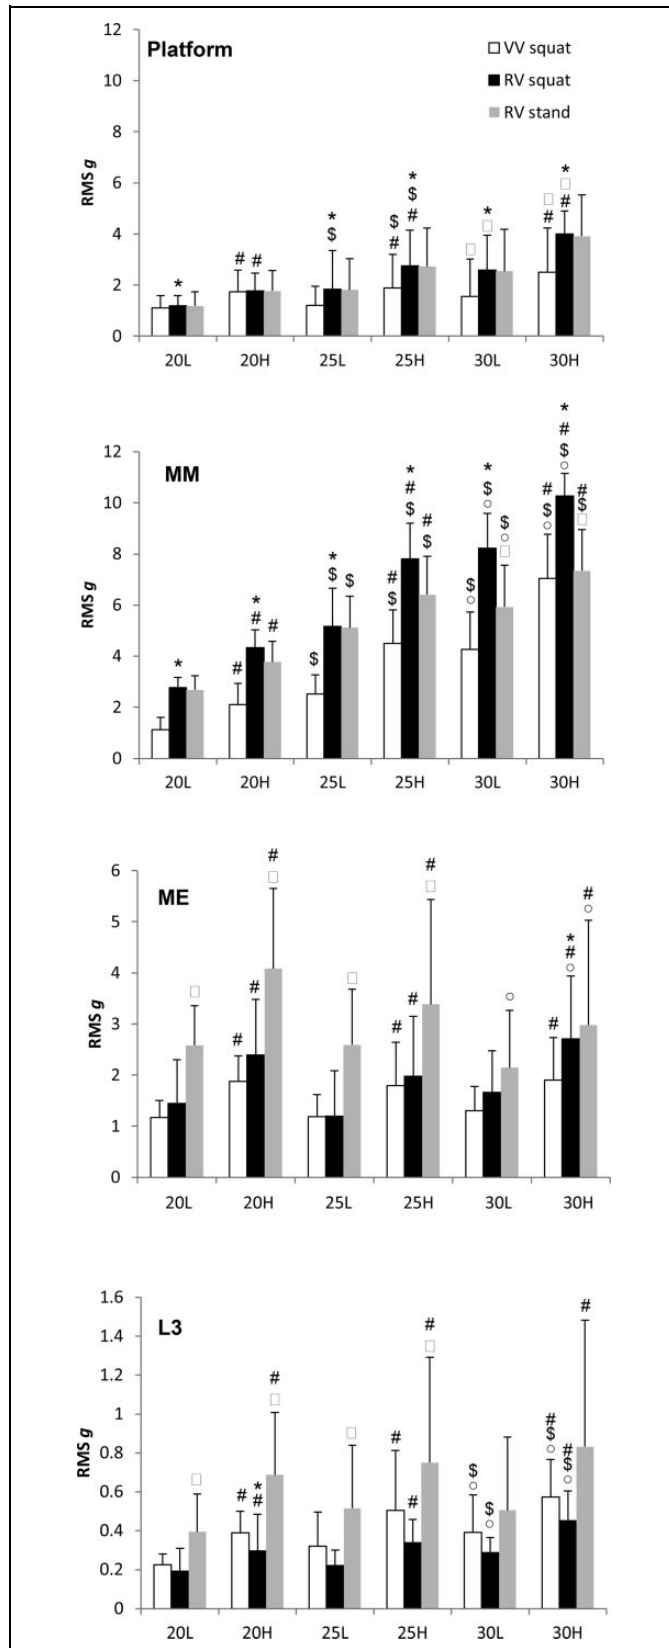 Platform
VV squat
RV squat
RV stand
RMS g
12
10
8
6
4
2
0
* # # * $ $ # * $ # □ * □ □ # * □ #
20L 20H 25L 25H 30L 30H
MM
RMS g
12
10
8
6
4
2
0
* # * # # $ * $ $ # $ * # $ # $ $ ○ * $ ○ $ ○ □ # $ ○ * # $ ○ # $ □
20L 20H 25L 25H 30L 30H
ME
RMS g
6
5
4
3
2
1
0
□ # # # □ □ # # # □ ○ # * # ○ # ○
20L 20H 25L 25H 30L 30H
L3
RMS g
1.6
1.4
1.2
1
0.8
0.6
0.4
0.2
0
□ # * # # □ □ # # # □ $ ○ $ ○ # $ ○ # $ ○ #
20L 20H 25L 25H 30L 30H